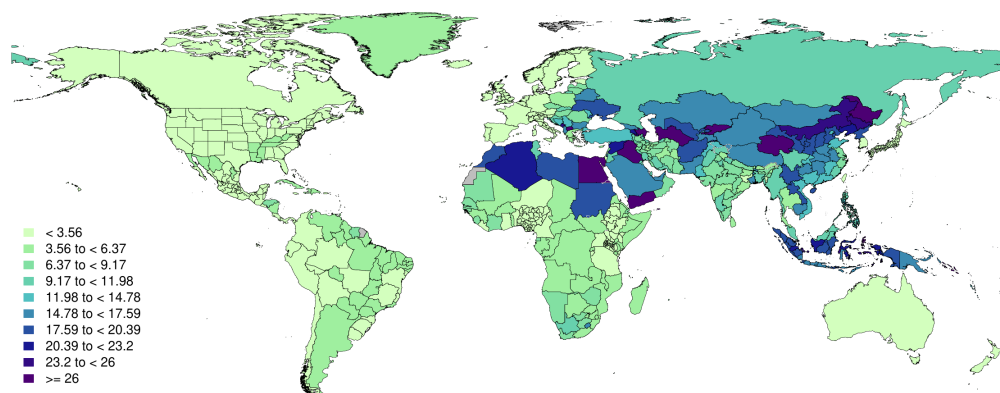 < 3.56
3.56 to < 6.37
6.37 to < 9.17
9.17 to < 11.98
11.98 to < 14.78
14.78 to < 17.59
17.59 to < 20.39
20.39 to < 23.2
23.2 to < 26
>= 26